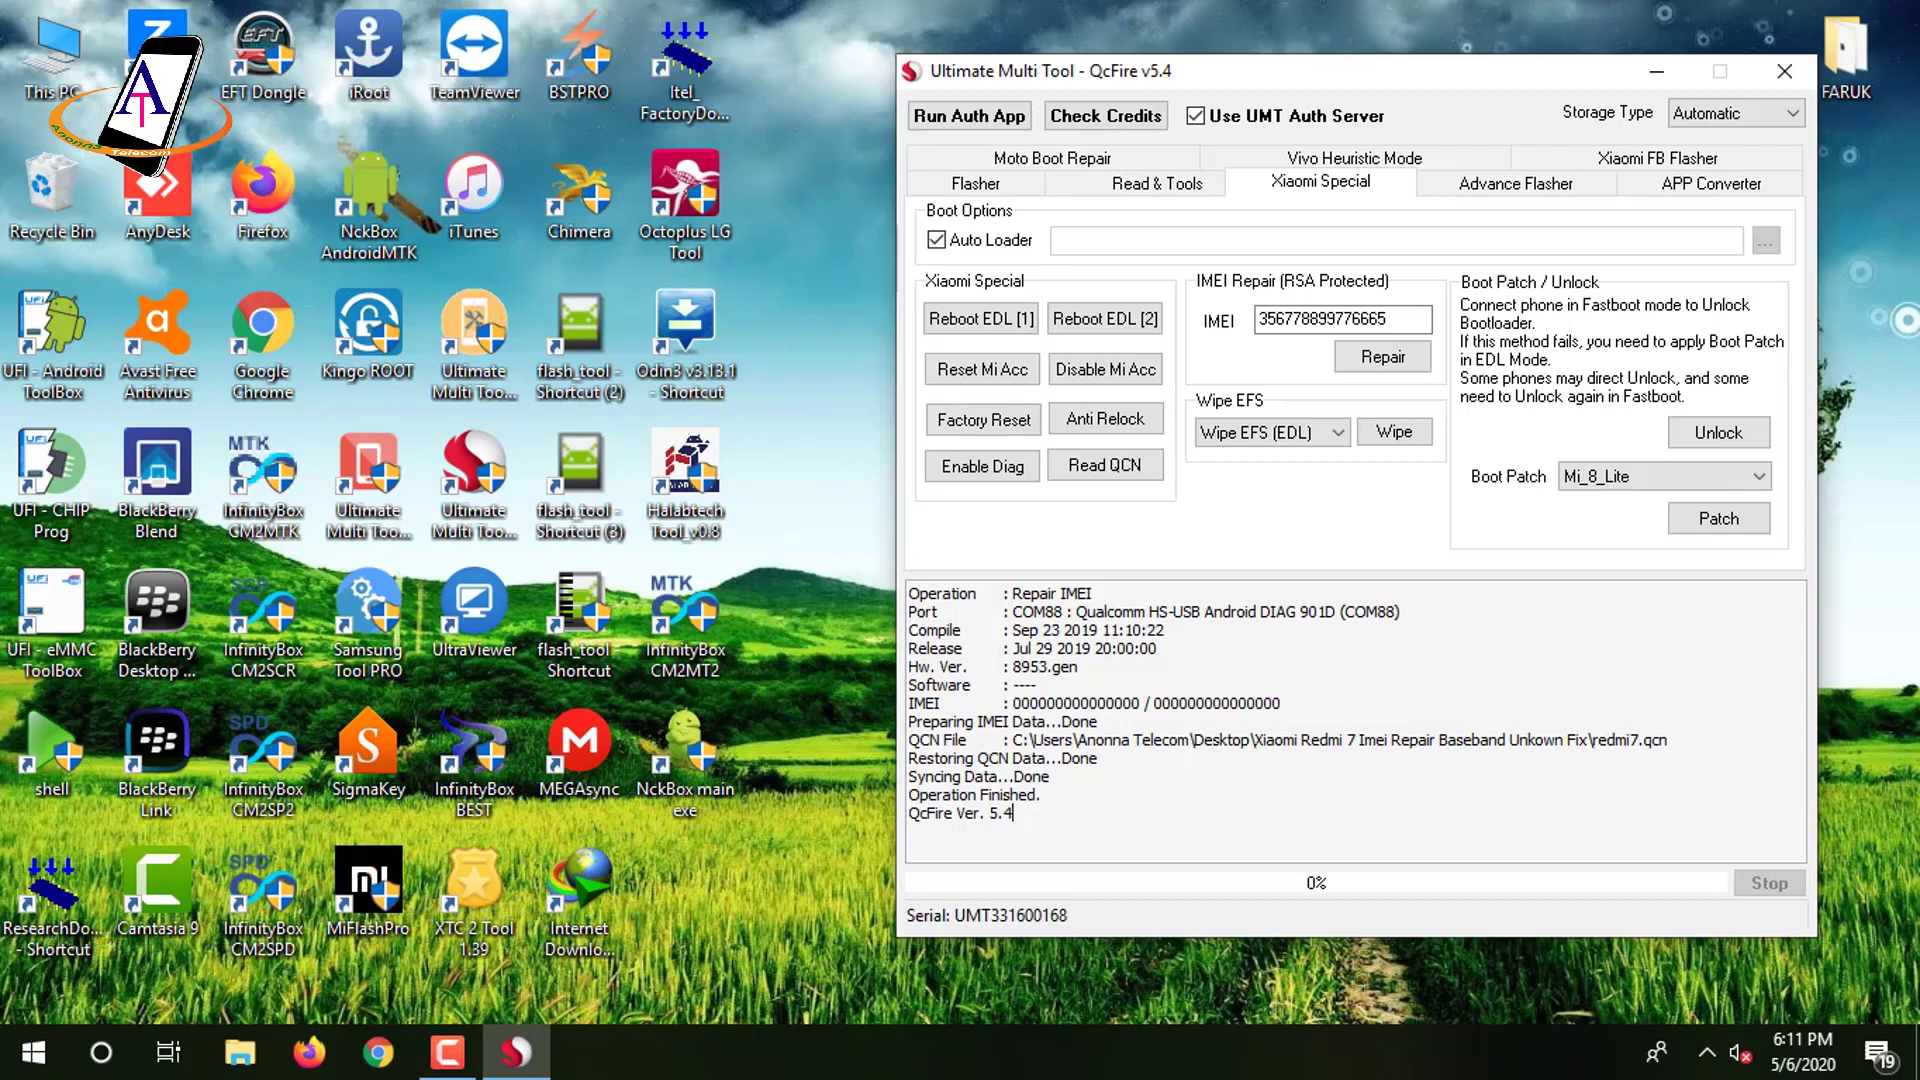 This PC
EFT Dongle
iRoot
TeamViewer
BSTPRO
Itel_
FactoryDo...
A
T
Anonna Telecom
Recycle Bin
AnyDesk
Firefox
NckBox
AndroidMTK
iTunes
Chimera
Octoplus LG
Tool
UFI - Android
ToolBox
Avast Free
Antivirus
Google
Chrome
Kingo ROOT
Ultimate
Multi Too...
flash_tool -
Shortcut (2)
Odin3 v3.13.1
- Shortcut
UFI - CHIP
Prog
BlackBerry
Blend
MTK
InfinityBox
CM2MTK
Ultimate
Multi Too...
Ultimate
Multi Too...
flash_tool -
Shortcut (3)
Halabtech
Tool_v0.8
UFI - eMMC
ToolBox
BlackBerry
Desktop ...
InfinityBox
CM2SCR
Samsung
Tool PRO
UltraViewer
flash_tool -
Shortcut
MTK
InfinityBox
CM2MT2
shell
BlackBerry
Link
SPD
InfinityBox
CM2SP2
SigmaKey
InfinityBox
BEST
MEGAsync
NckBox main
exe
ResearchDo...
- Shortcut
Camtasia 9
SPD
InfinityBox
CM2SPD
MiFlashPro
XTC 2 Tool
1.39
Internet
Downlo...
FARUK
Ultimate Multi Tool - QcFire v5.4
Run Auth App
Check Credits
Use UMT Auth Server
Storage Type
Automatic
Moto Boot Repair
Vivo Heuristic Mode
Xiaomi FB Flasher
Flasher
Read & Tools
Xiaomi Special
Advance Flasher
APP Converter
Boot Options
Auto Loader
...
Xiaomi Special
Reboot EDL [1]
Reboot EDL [2]
Reset Mi Acc
Disable Mi Acc
Factory Reset
Anti Relock
Enable Diag
Read QCN
IMEI Repair (RSA Protected)
IMEI
356778899776665
Repair
Wipe EFS
Wipe EFS (EDL)
Wipe
Boot Patch / Unlock
Connect phone in Fastboot mode to Unlock
Bootloader.
If this method fails, you need to apply Boot Patch
in EDL Mode.
Some phones may direct Unlock, and some
need to Unlock again in Fastboot.
Unlock
Boot Patch
Mi_8_Lite
Patch
Operation : Repair IMEI
Port : COM88 : Qualcomm HS-USB Android DIAG 901D (COM88)
Compile : Sep 23 2019 11:10:22
Release : Jul 29 2019 20:00:00
Hw. Ver. : 8953.gen
Software : ----
IMEI : 000000000000000 / 000000000000000
Preparing IMEI Data...Done
QCN File : C:\Users\Anonna Telecom\Desktop\Xiaomi Redmi 7 Imei Repair Baseband Unkown Fix\redmi7.qcn
Restoring QCN Data...Done
Syncing Data...Done
Operation Finished.
QcFire Ver. 5.4
0%
Stop
Serial: UMT331600168
6:11 PM
5/6/2020
19